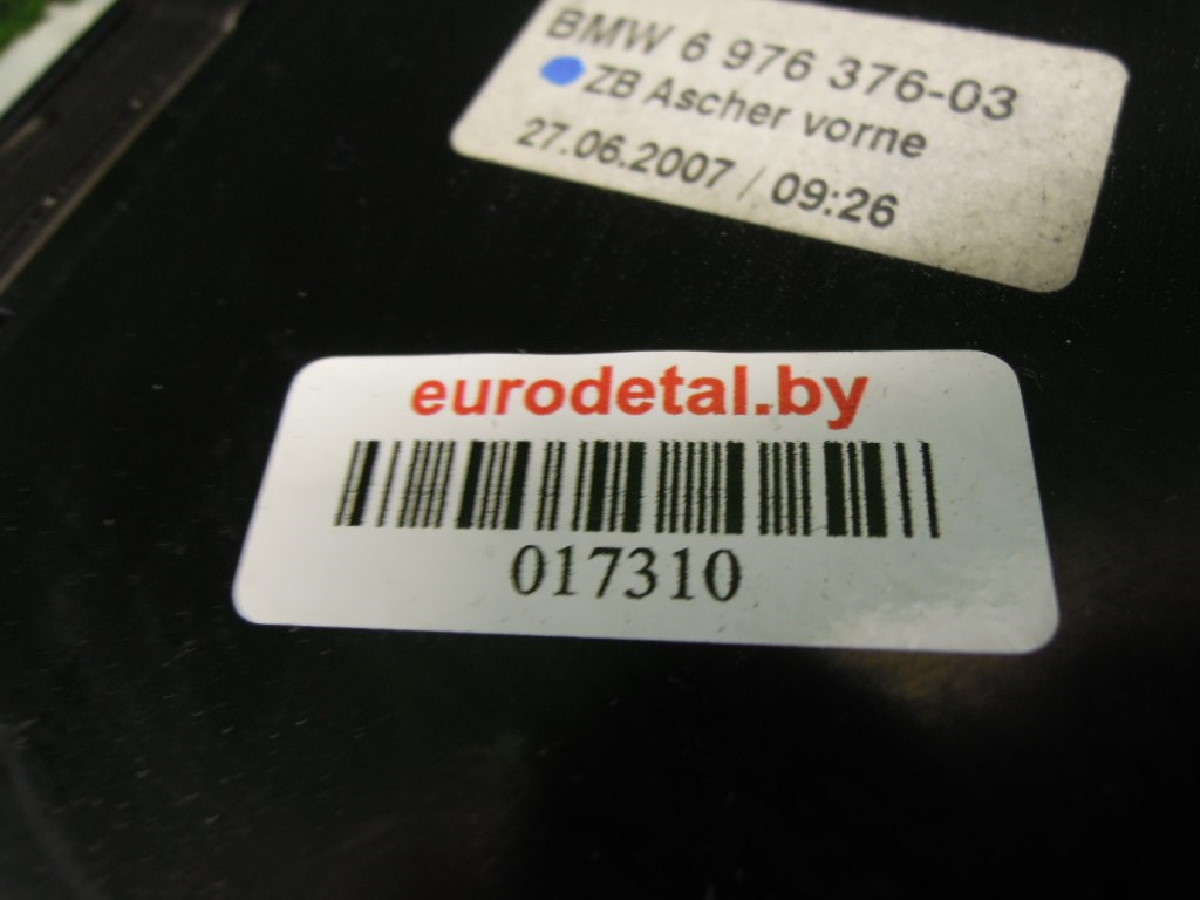 BMW 6 976 376-03
ZB Ascher vorne
27.06.2007 / 09:26
eurodetal.by
017310